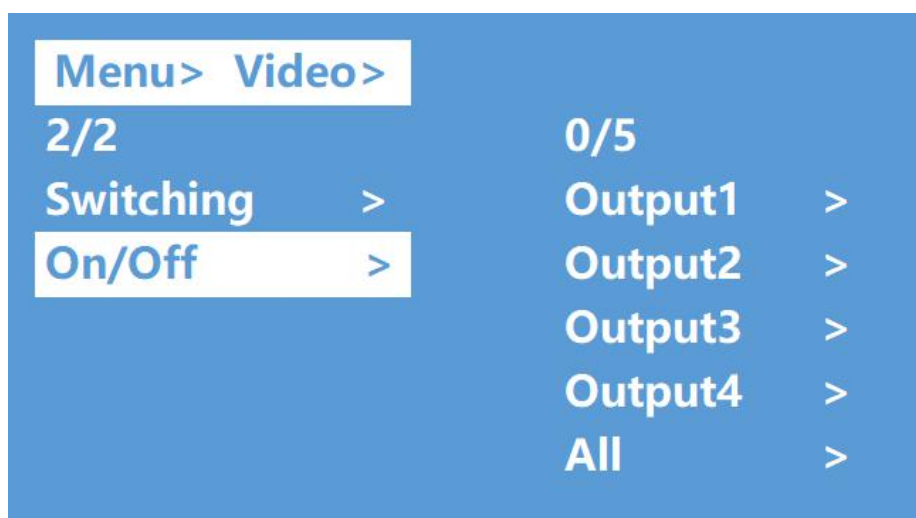 Menu> Video>
2/2 0/5
Switching > Output1 >
On/Off > Output2 >
Output3 >
Output4 >
All >